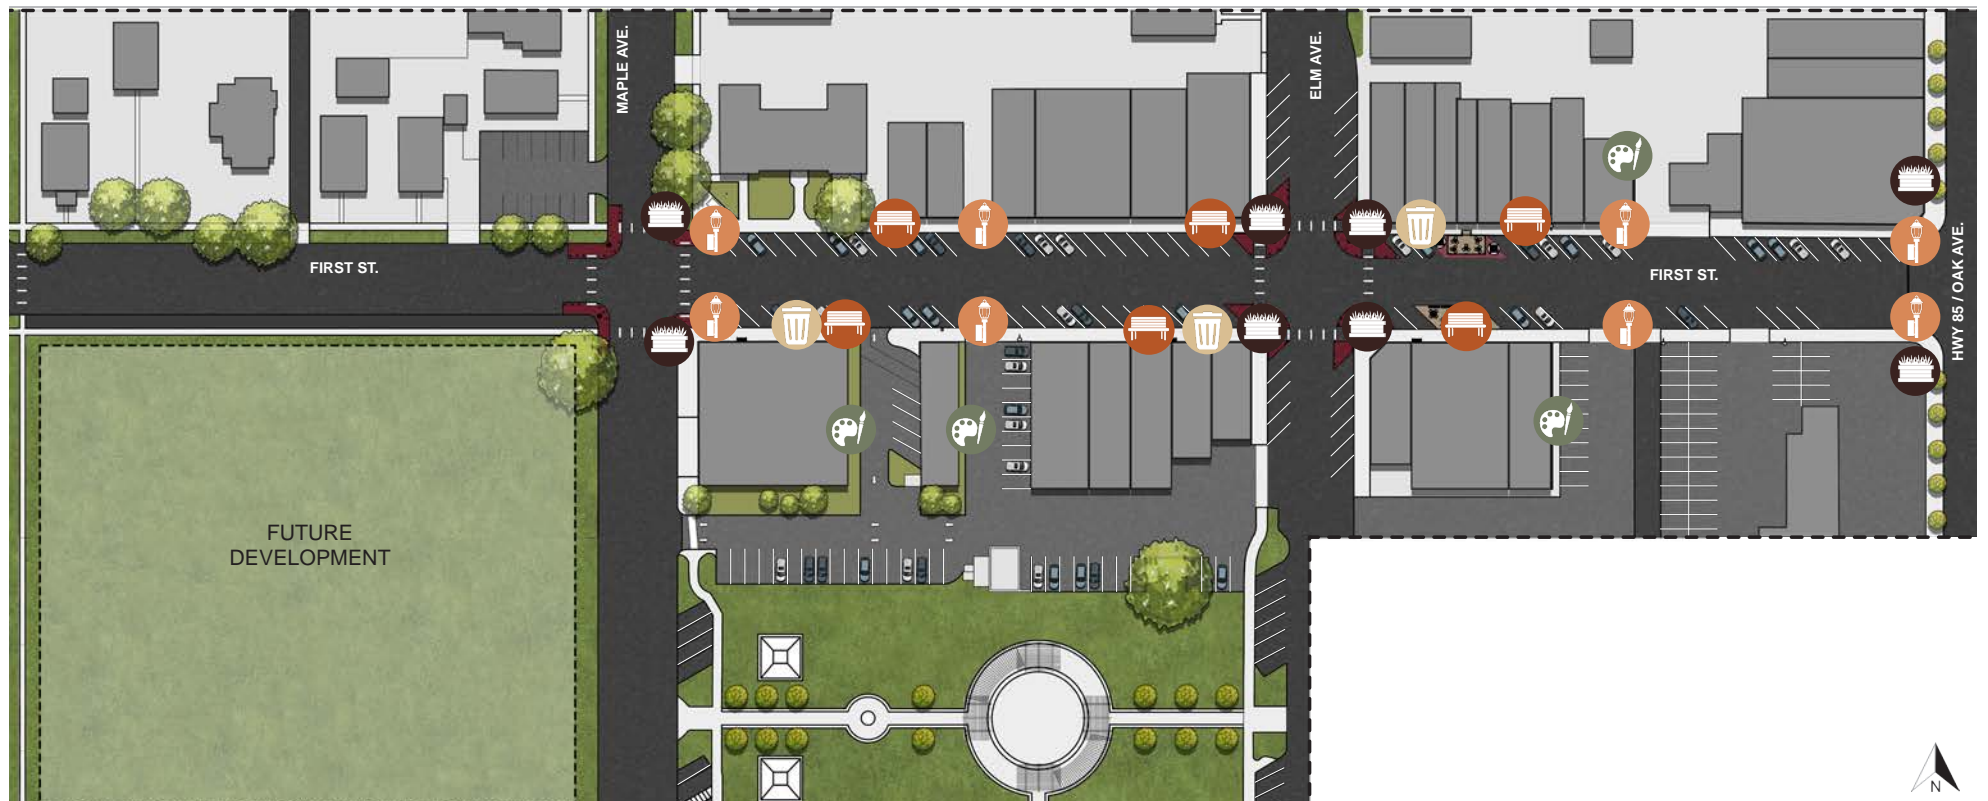 MAPLE AVE.
ELM AVE.
FIRST ST.
FIRST ST.
HWY 85 / OAK AVE.
FUTURE
DEVELOPMENT
N